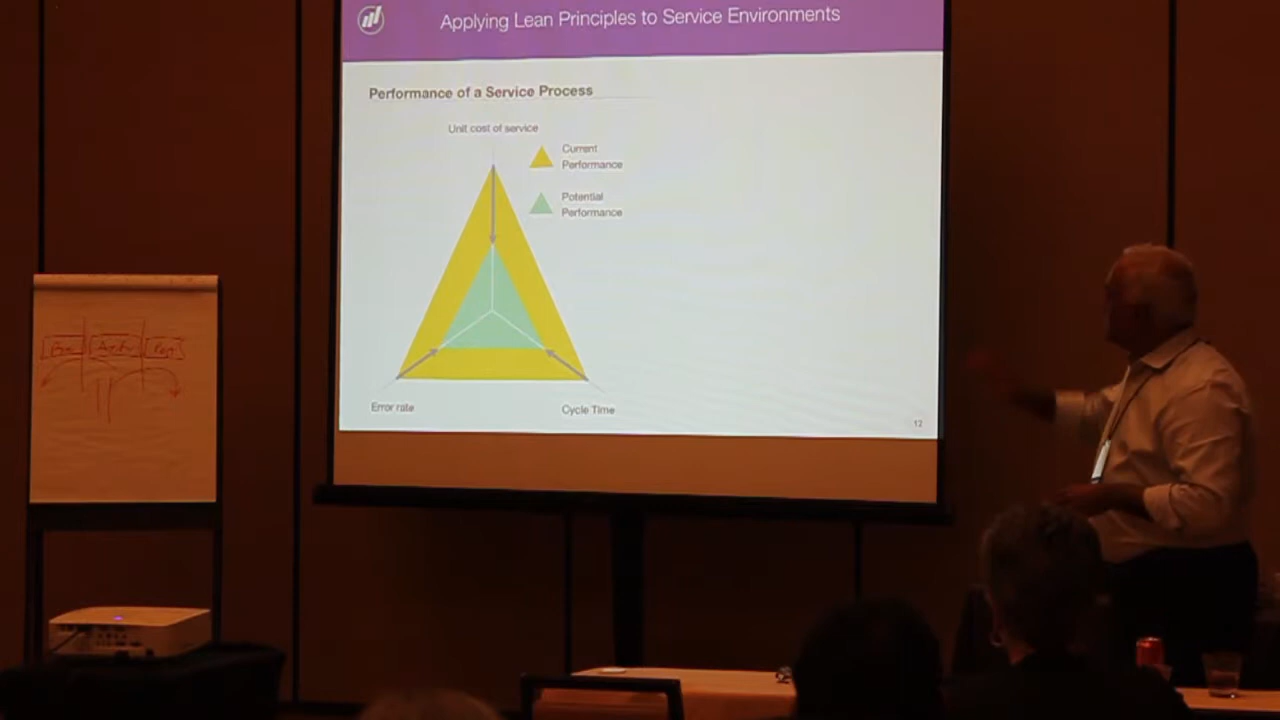 Applying Lean Principles to Service Environments
Performance of a Service Process
Unit cost of service
Current
Performance
Potential
Performance
Error rate
Cycle Time
12